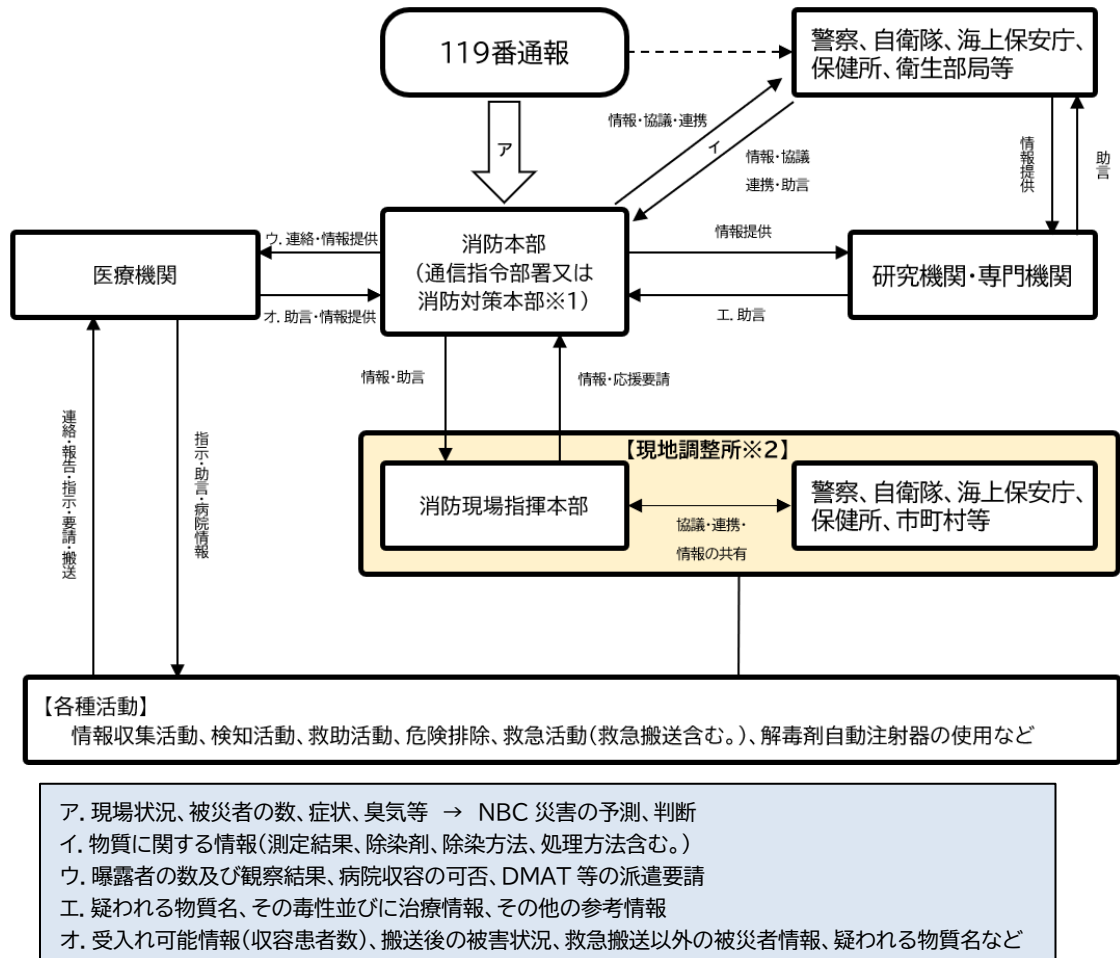 119番通報
警察、自衛隊、海上保安庁、
保健所、衛生部局等
ア
情報・協議・連携
イ
情報・協議
連携・助言
情報提供
助言
医療機関
ウ. 連絡・情報提供
オ. 助言・情報提供
消防本部
(通信指令部署又は
消防対策本部※1)
情報提供
エ. 助言
研究機関・専門機関
情報・助言
情報・応援要請
連絡・報告・指示・要請・搬送
指示・助言・病院情報
【現地調整所※2】
消防現場指揮本部
協議・連携・
情報の共有
警察、自衛隊、海上保安庁、
保健所、市町村等
【各種活動】
情報収集活動、検知活動、救助活動、危険排除、救急活動(救急搬送含む。)、解毒剤自動注射器の使用など
ア. 現場状況、被災者の数、症状、臭気等 → NBC 災害の予測、判断
イ. 物質に関する情報(測定結果、除染剤、除染方法、処理方法含む。)
ウ. 曝露者の数及び観察結果、病院収容の可否、DMAT 等の派遣要請
エ. 疑われる物質名、その毒性並びに治療情報、その他の参考情報
オ. 受入れ可能情報(収容患者数)、搬送後の被害状況、救急搬送以外の被災者情報、疑われる物質名など